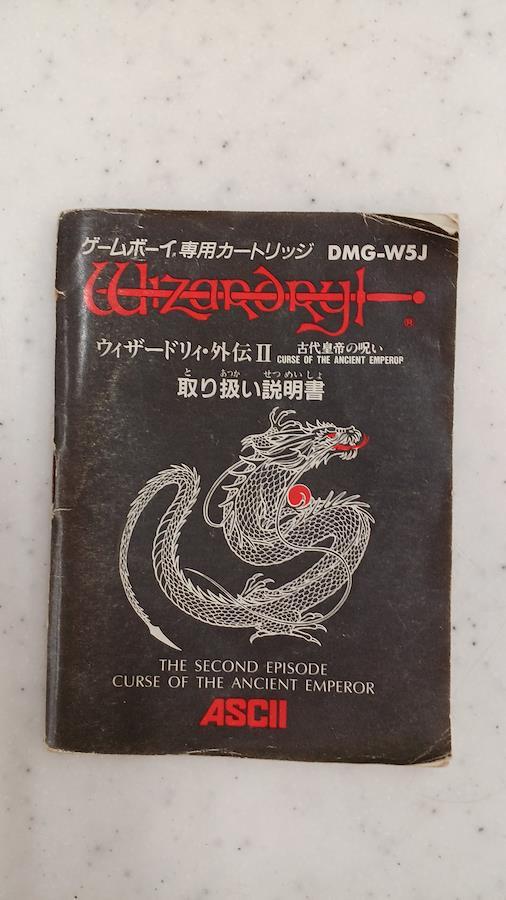 ゲームボーイ専用カートリッジ DMG-W5J
Wizardry ®
ウィザードリィ・外伝II 古代皇帝の呪い
CURSE OF THE ANCIENT EMPEROP
と あつか せつめいしょ
取り扱い説明書
THE SECOND EPISODE
CURSE OF THE ANCIENT EMPEROR
ASCII